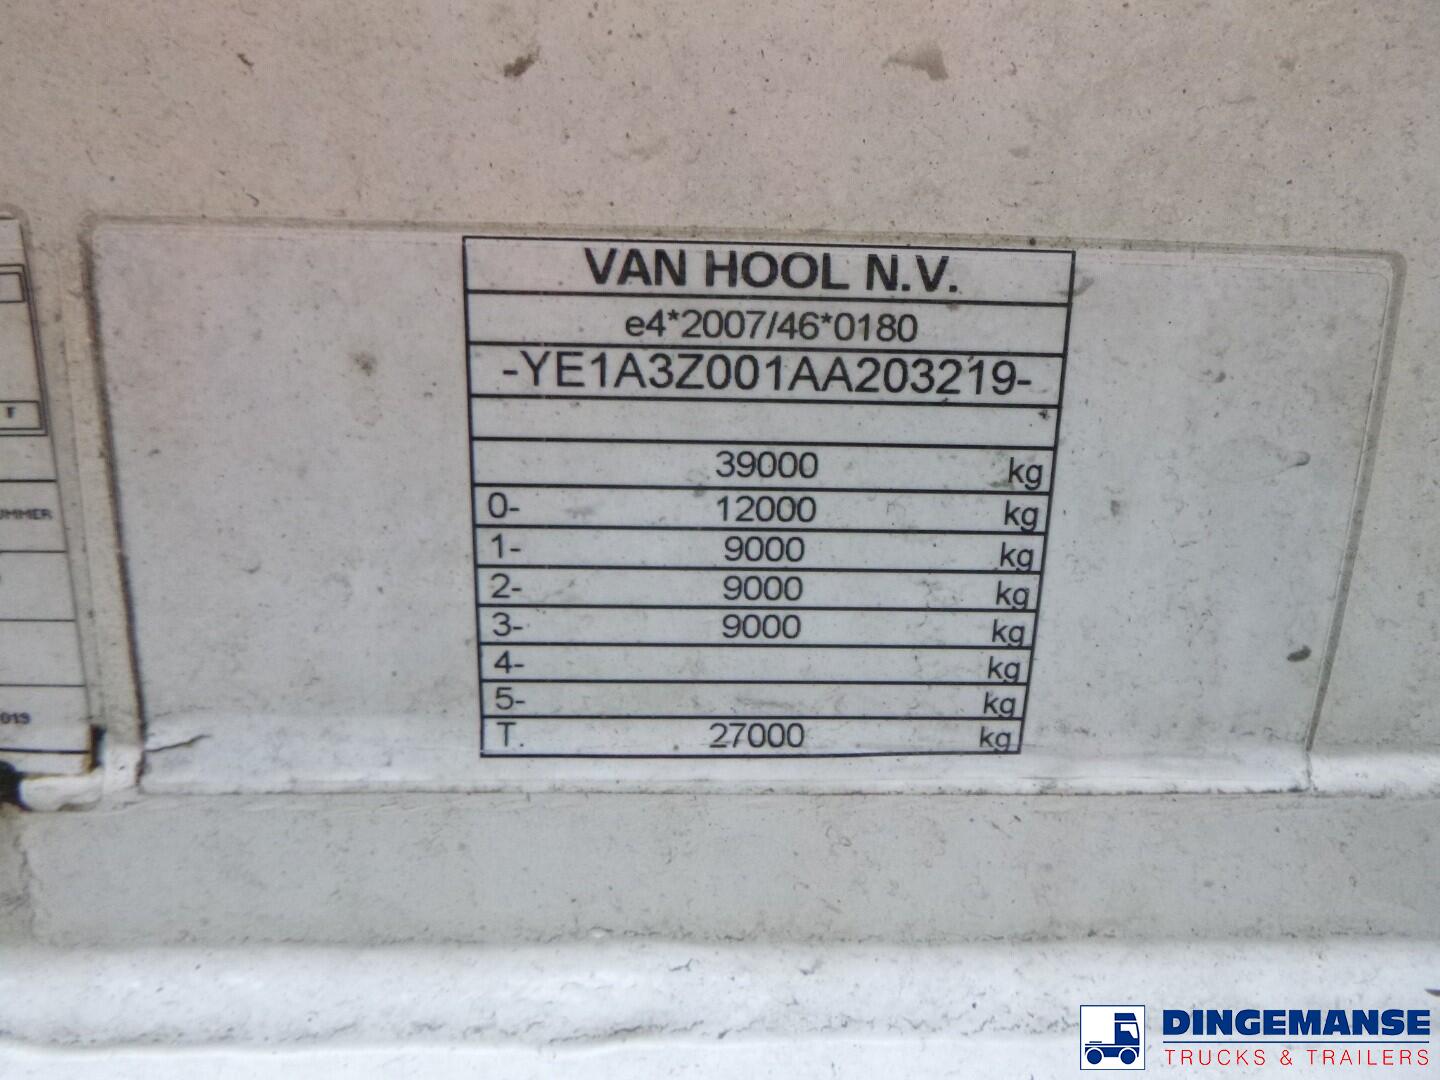 VAN HOOL N.V.
e4*2007/46*0180
-YE1A3Z001AA203219-
39000 kg
0- 12000 kg
1- 9000 kg
2- 9000 kg
3- 9000 kg
4- kg
5- kg
T. 27000 kg
F
DINGEMANSE
TRUCKS & TRAILERS